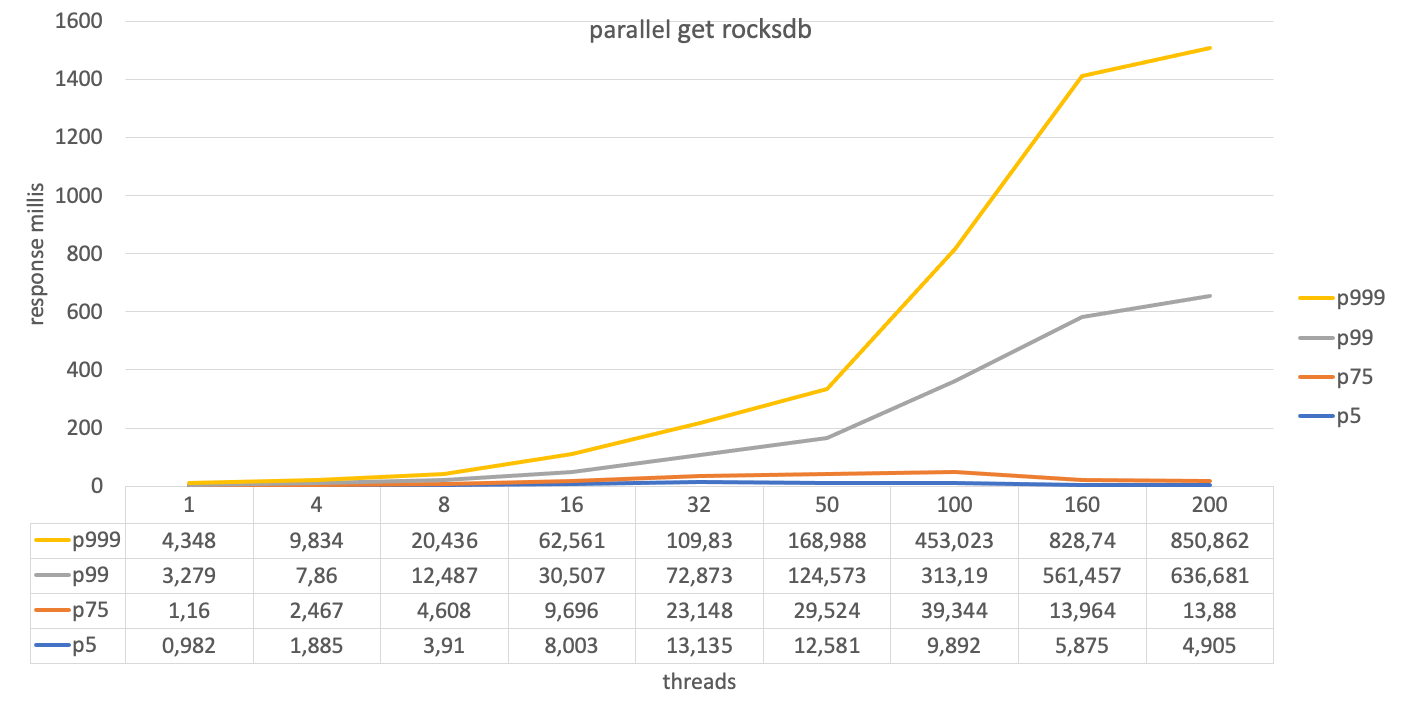 parallel get rocksdb
1600
1400
1200
1000
800
600
400
200
0
response millis
p999
p99
p75
p5
1 4 8 16 32 50 100 160 200
p999 4,348 9,834 20,436 62,561 109,83 168,988 453,023 828,74 850,862
p99 3,279 7,86 12,487 30,507 72,873 124,573 313,19 561,457 636,681
p75 1,16 2,467 4,608 9,696 23,148 29,524 39,344 13,964 13,88
p5 0,982 1,885 3,91 8,003 13,135 12,581 9,892 5,875 4,905
threads